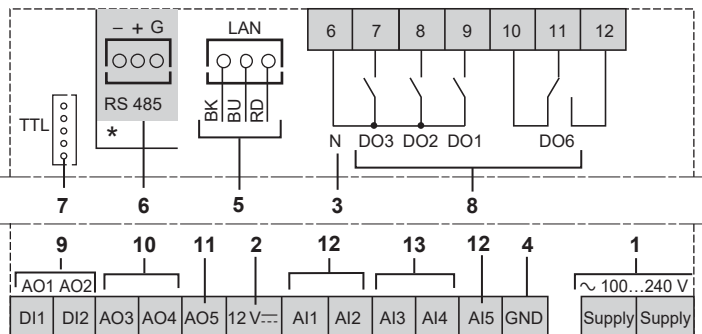 − + G LAN 6 7 8 9 10 11 12
TTL RS 485 BK BU RD
* N DO3 DO2 DO1 DO6
7 6 5 3 8
9 10 11 2 12 13 12 4 1
AO1 AO2 ~ 100...240 V
DI1 DI2 AO3 AO4 AO5 12 V⎓ AI1 AI2 AI3 AI4 AI5 GND Supply Supply